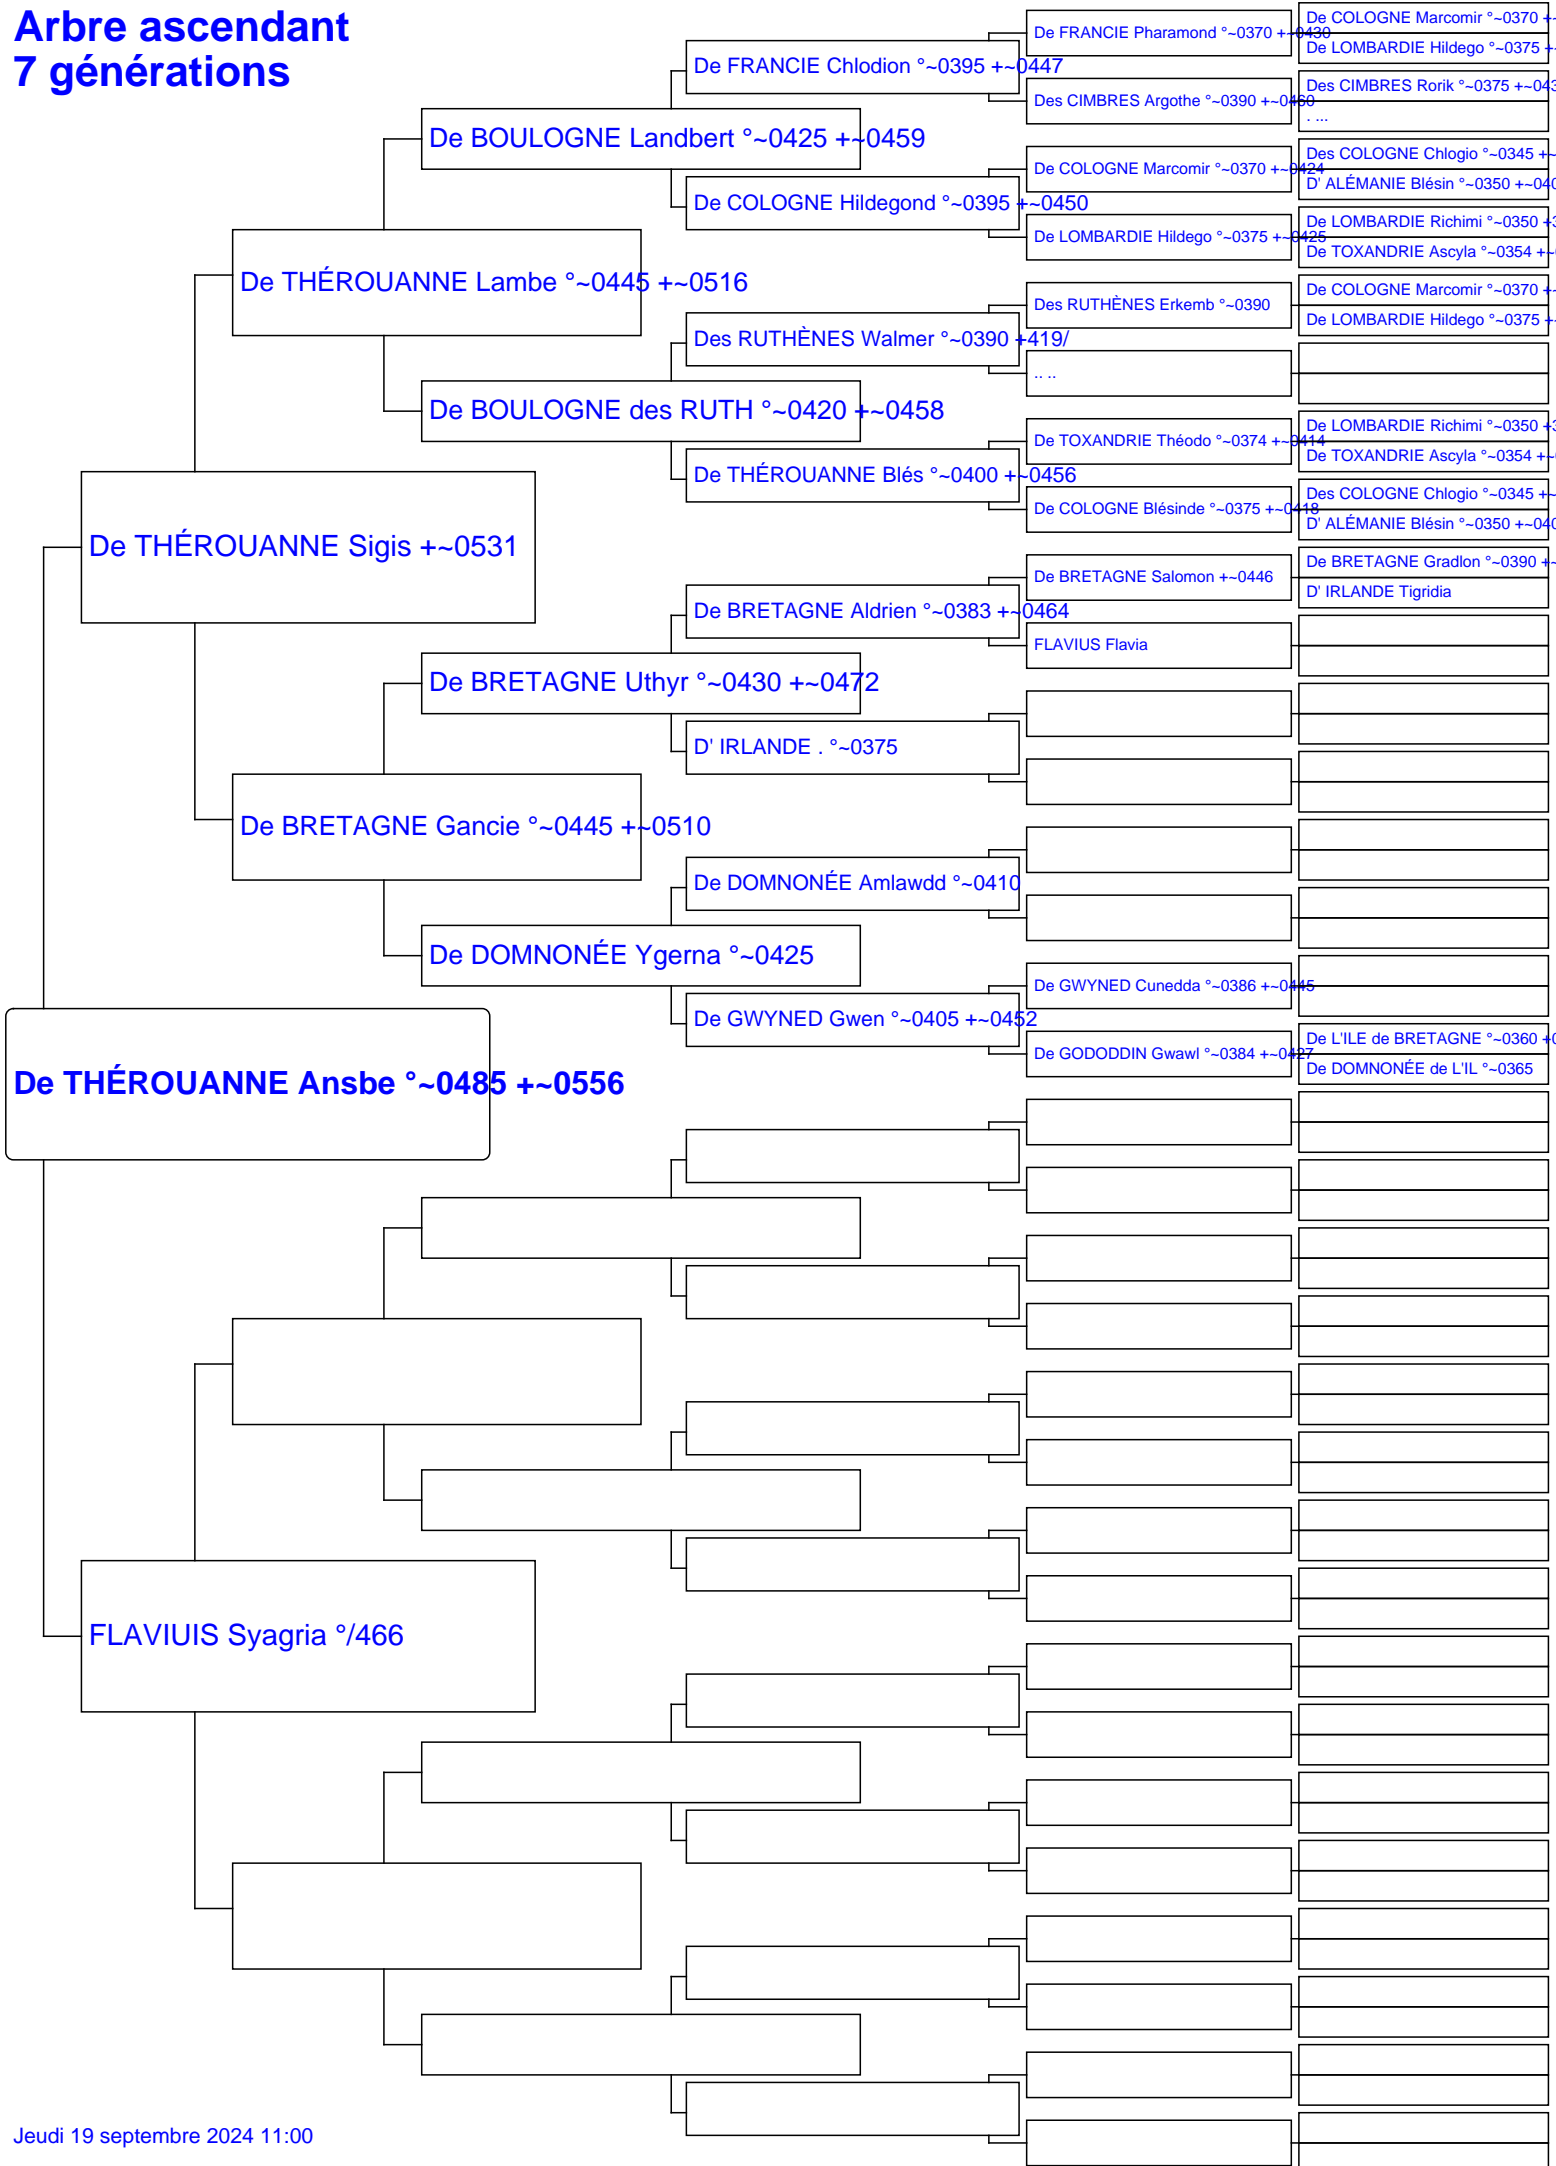 Arbre ascendant
7 générations
De COLOGNE Marcomir °~0370 +~
De FRANCIE Pharamond °~0370 +~0430
De LOMBARDIE Hildego °~0375 +~
De FRANCIE Chlodion °~0395 +~0447
Des CIMBRES Rorik °~0375 +~043
Des CIMBRES Argothe °~0390 +~0460
. ...
De BOULOGNE Landbert °~0425 +~0459
Des COLOGNE Chlogio °~0345 +~
De COLOGNE Marcomir °~0370 +~0424
D' ALÉMANIE Blésin °~0350 +~040
De COLOGNE Hildegond °~0395 +~0450
De LOMBARDIE Richimi °~0350 +3
De LOMBARDIE Hildego °~0375 +~0425
De TOXANDRIE Ascyla °~0354 +~
De THÉROUANNE Lambe °~0445 +~0516
De COLOGNE Marcomir °~0370 +~
Des RUTHÈNES Erkemb °~0390
De LOMBARDIE Hildego °~0375 +~
Des RUTHÈNES Walmer °~0390 +419/
.. ..
De BOULOGNE des RUTH °~0420 +~0458
De LOMBARDIE Richimi °~0350 +3
De TOXANDRIE Théodo °~0374 +~0414
De TOXANDRIE Ascyla °~0354 +~
De THÉROUANNE Blés °~0400 +~0456
Des COLOGNE Chlogio °~0345 +~
De COLOGNE Blésinde °~0375 +~0418
D' ALÉMANIE Blésin °~0350 +~040
De THÉROUANNE Sigis +~0531
De BRETAGNE Gradlon °~0390 +~
De BRETAGNE Salomon +~0446
D' IRLANDE Tigridia
De BRETAGNE Aldrien °~0383 +~0464
FLAVIUS Flavia
De BRETAGNE Uthyr °~0430 +~0472
D' IRLANDE . °~0375
De BRETAGNE Gancie °~0445 +~0510
De DOMNONÉE Amlawdd °~0410
De DOMNONÉE Ygerna °~0425
De GWYNED Cunedda °~0386 +~0445
De GWYNED Gwen °~0405 +~0452
De L'ILE de BRETAGNE °~0360 +0
De GODODDIN Gwawl °~0384 +~0427
De DOMNONÉE de L'IL °~0365
De THÉROUANNE Ansbe °~0485 +~0556
FLAVIUIS Syagria °/466
Jeudi 19 septembre 2024 11:00